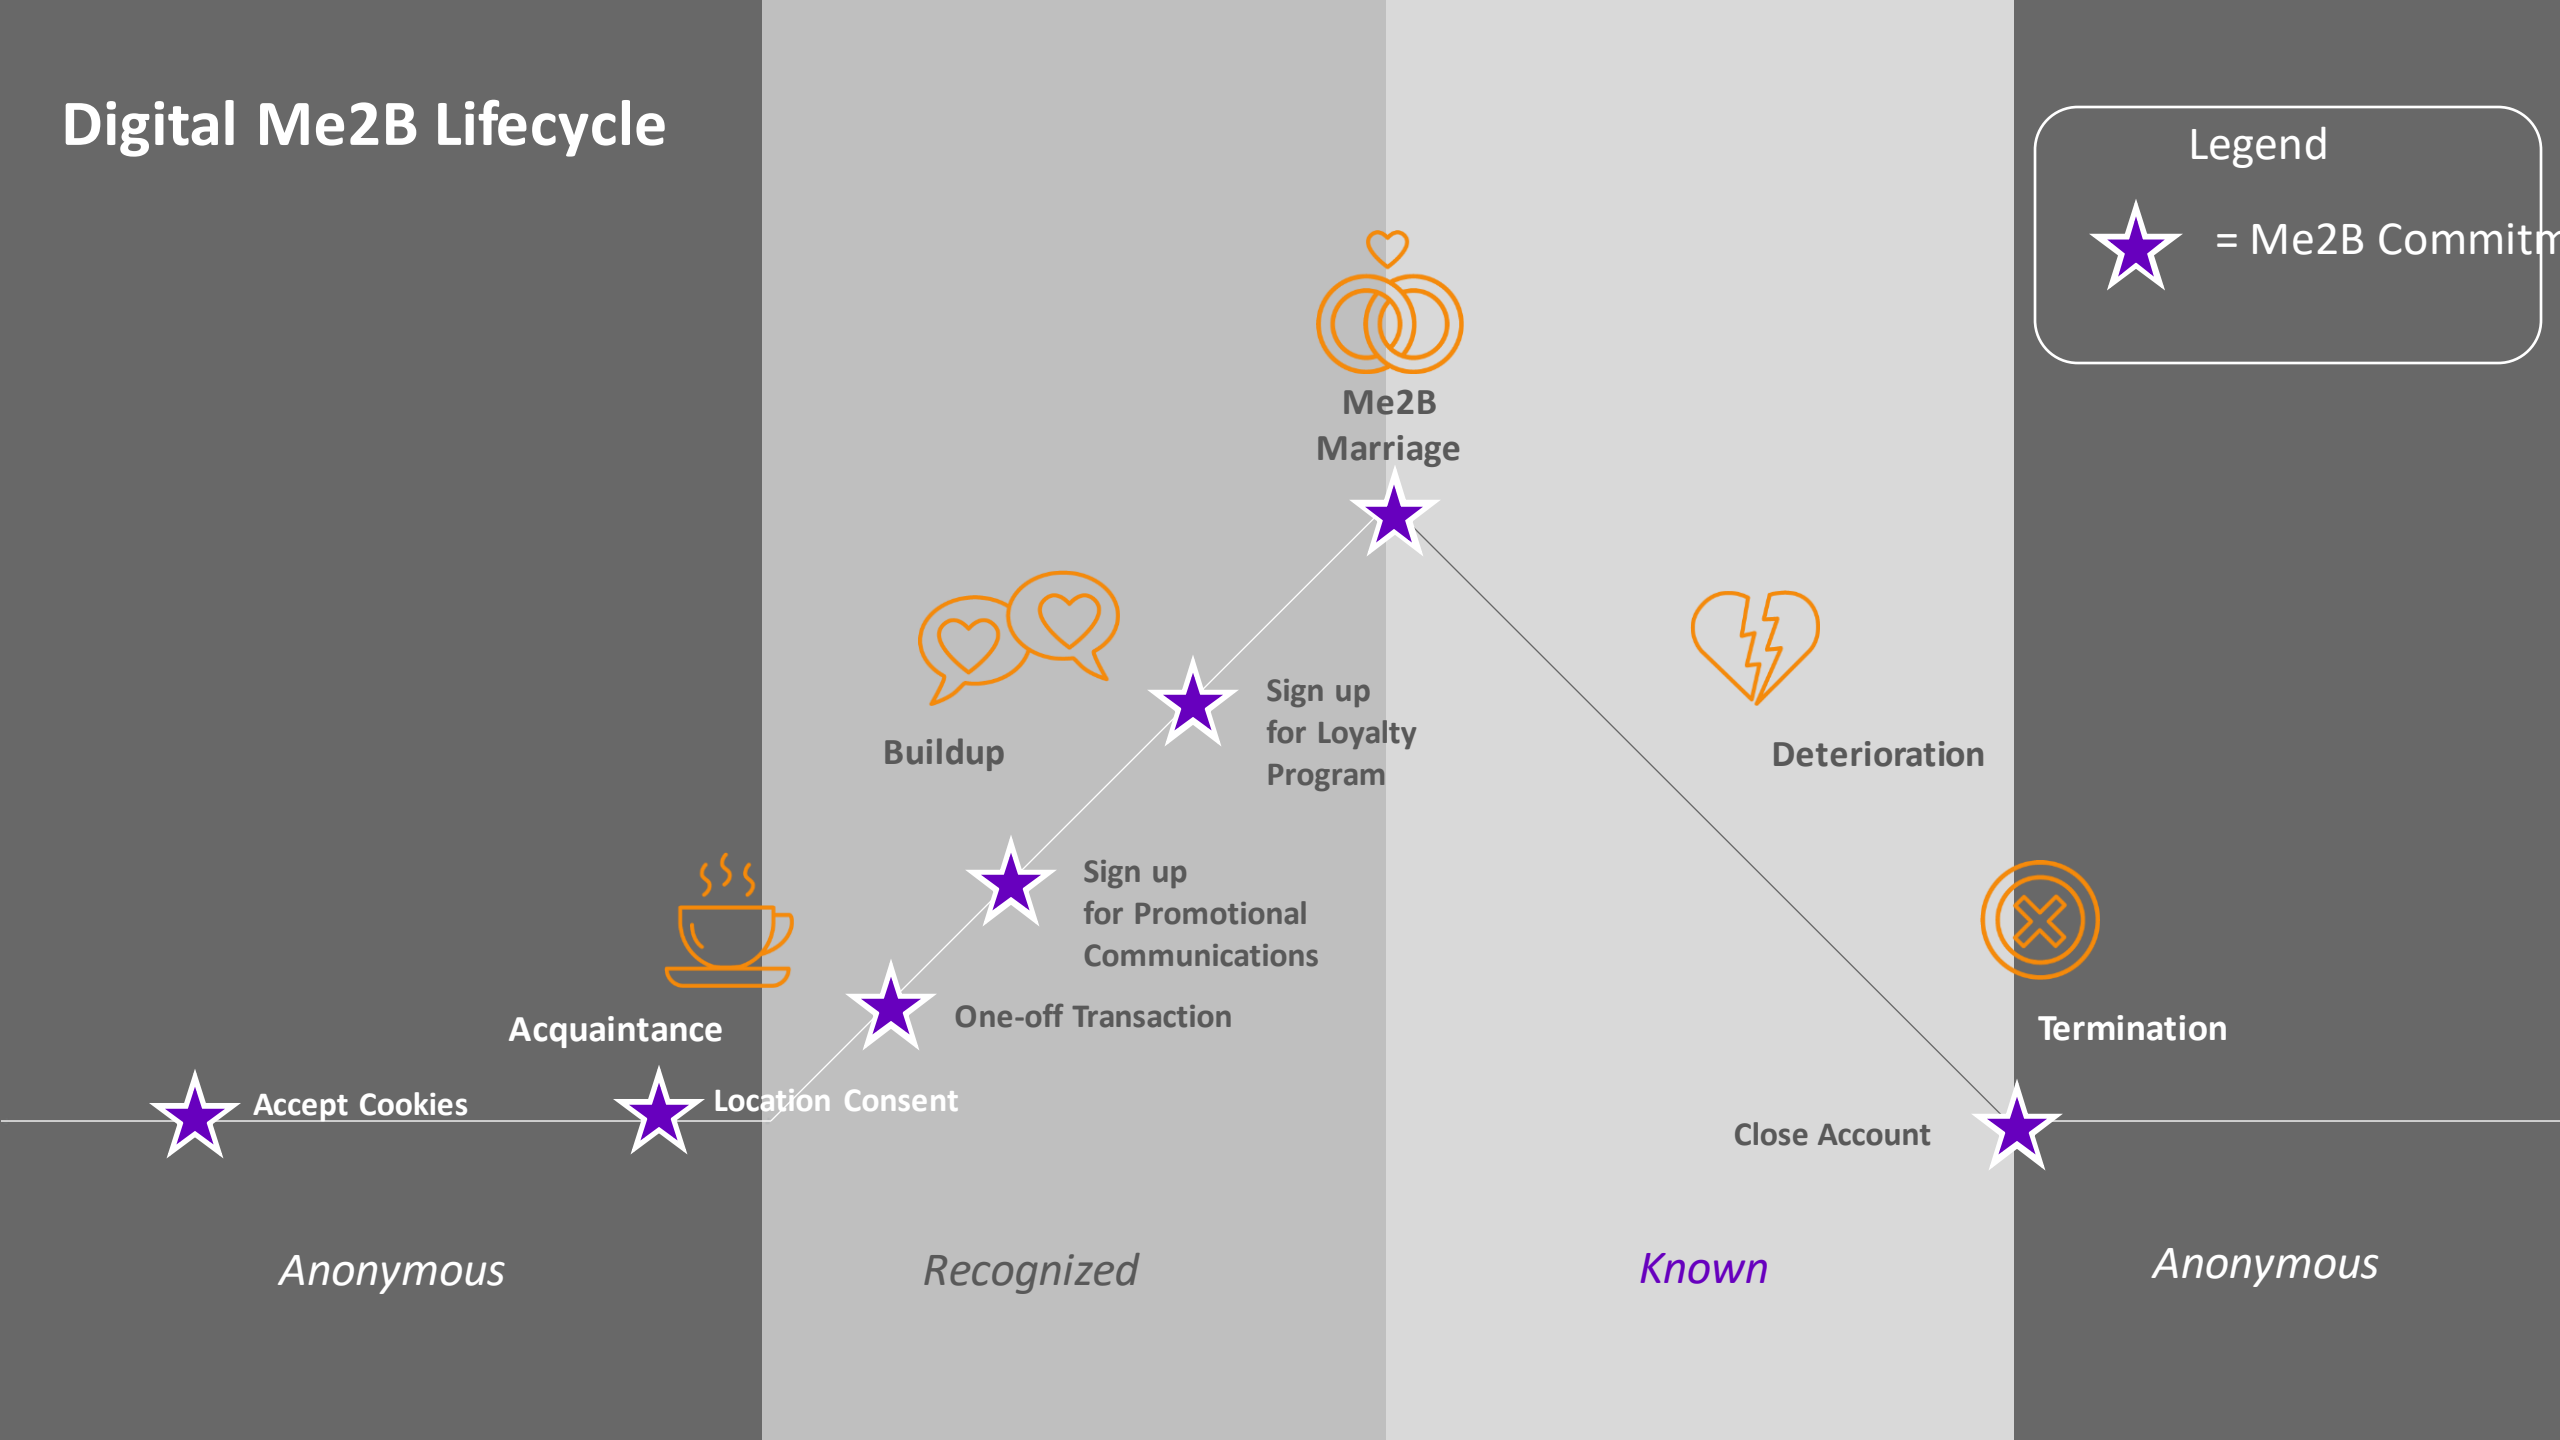 Digital Me2B Lifecycle
Legend
= Me2B Commitm
Me2B
Marriage
Sign up
for Loyalty
Program
Buildup
Deterioration
Sign up
for Promotional
Communications
One-off Transaction
Acquaintance
Termination
Accept Cookies
Location Consent
Close Account
Anonymous
Recognized
Known
Anonymous